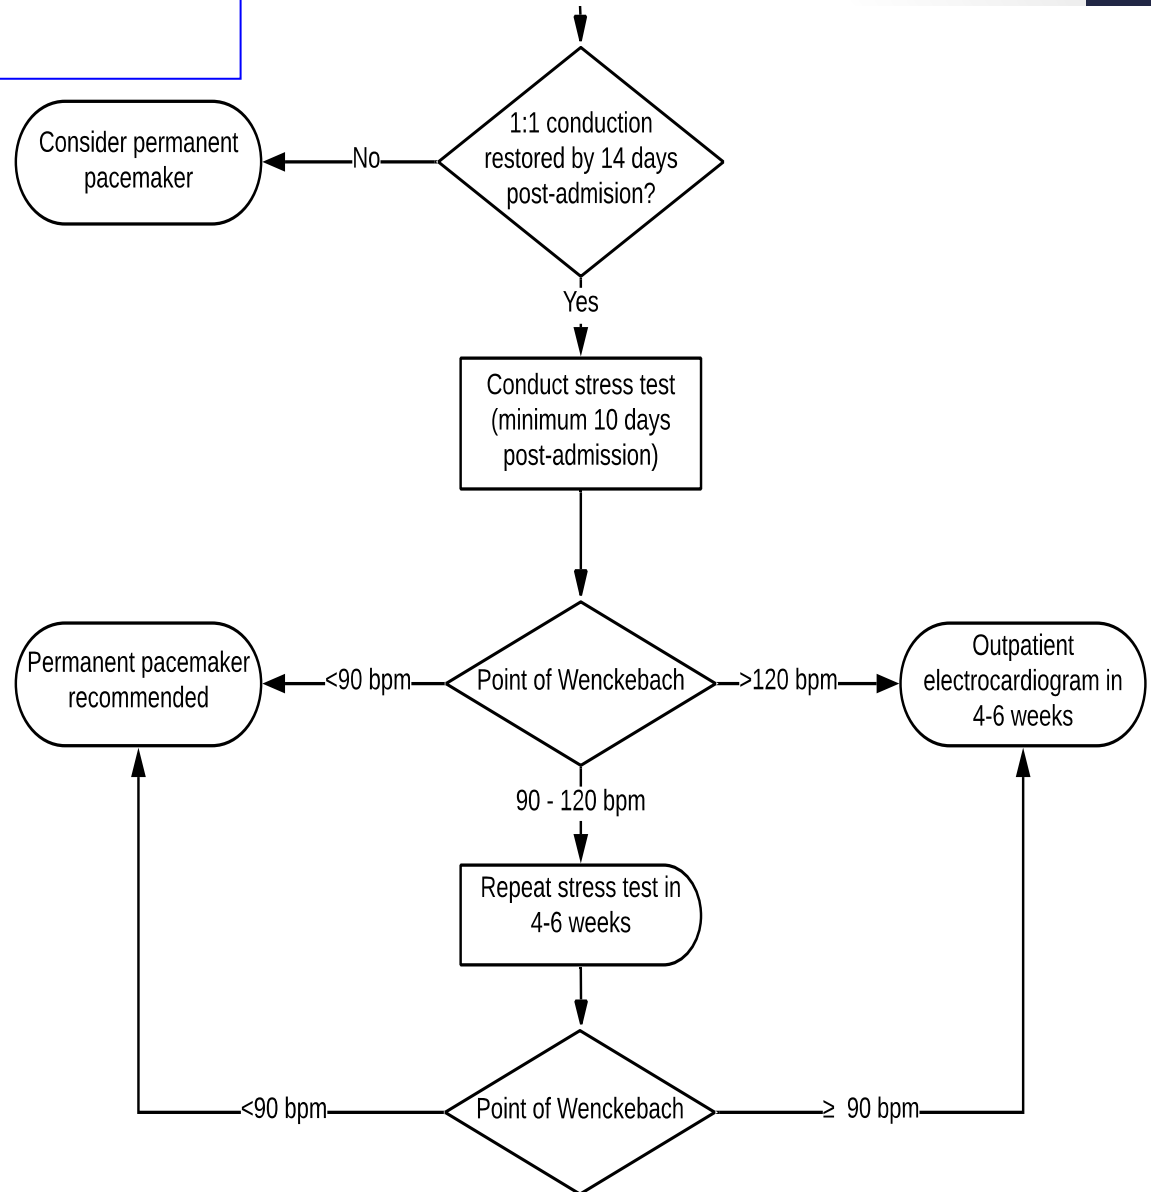 1:1 conduction
restored by 14 days
post-admision?
No
Consider permanent
pacemaker
Yes
Conduct stress test
(minimum 10 days
post-admission)
Permanent pacemaker
recommended
<90 bpm
Point of Wenckebach
>120 bpm
Outpatient
electrocardiogram in
4-6 weeks
90 - 120 bpm
Repeat stress test in
4-6 weeks
<90 bpm
Point of Wenckebach
≥ 90 bpm